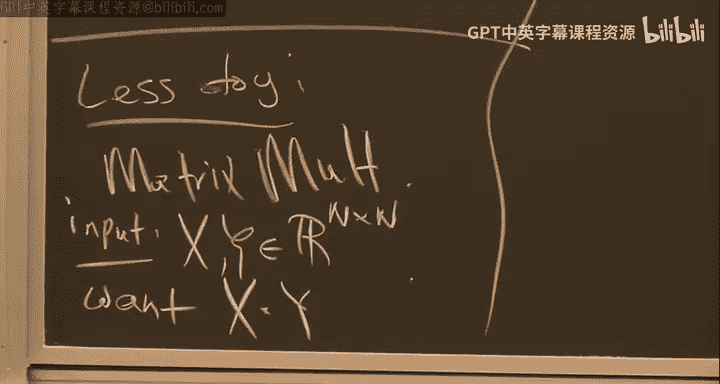 GPT中英字幕课程资源@bilibili.com
GPT中英字幕课程资源 bilibili
Less toy:
Matrix Mult.
input: X, Y ∈ ℝ^{N×N}
want X · Y